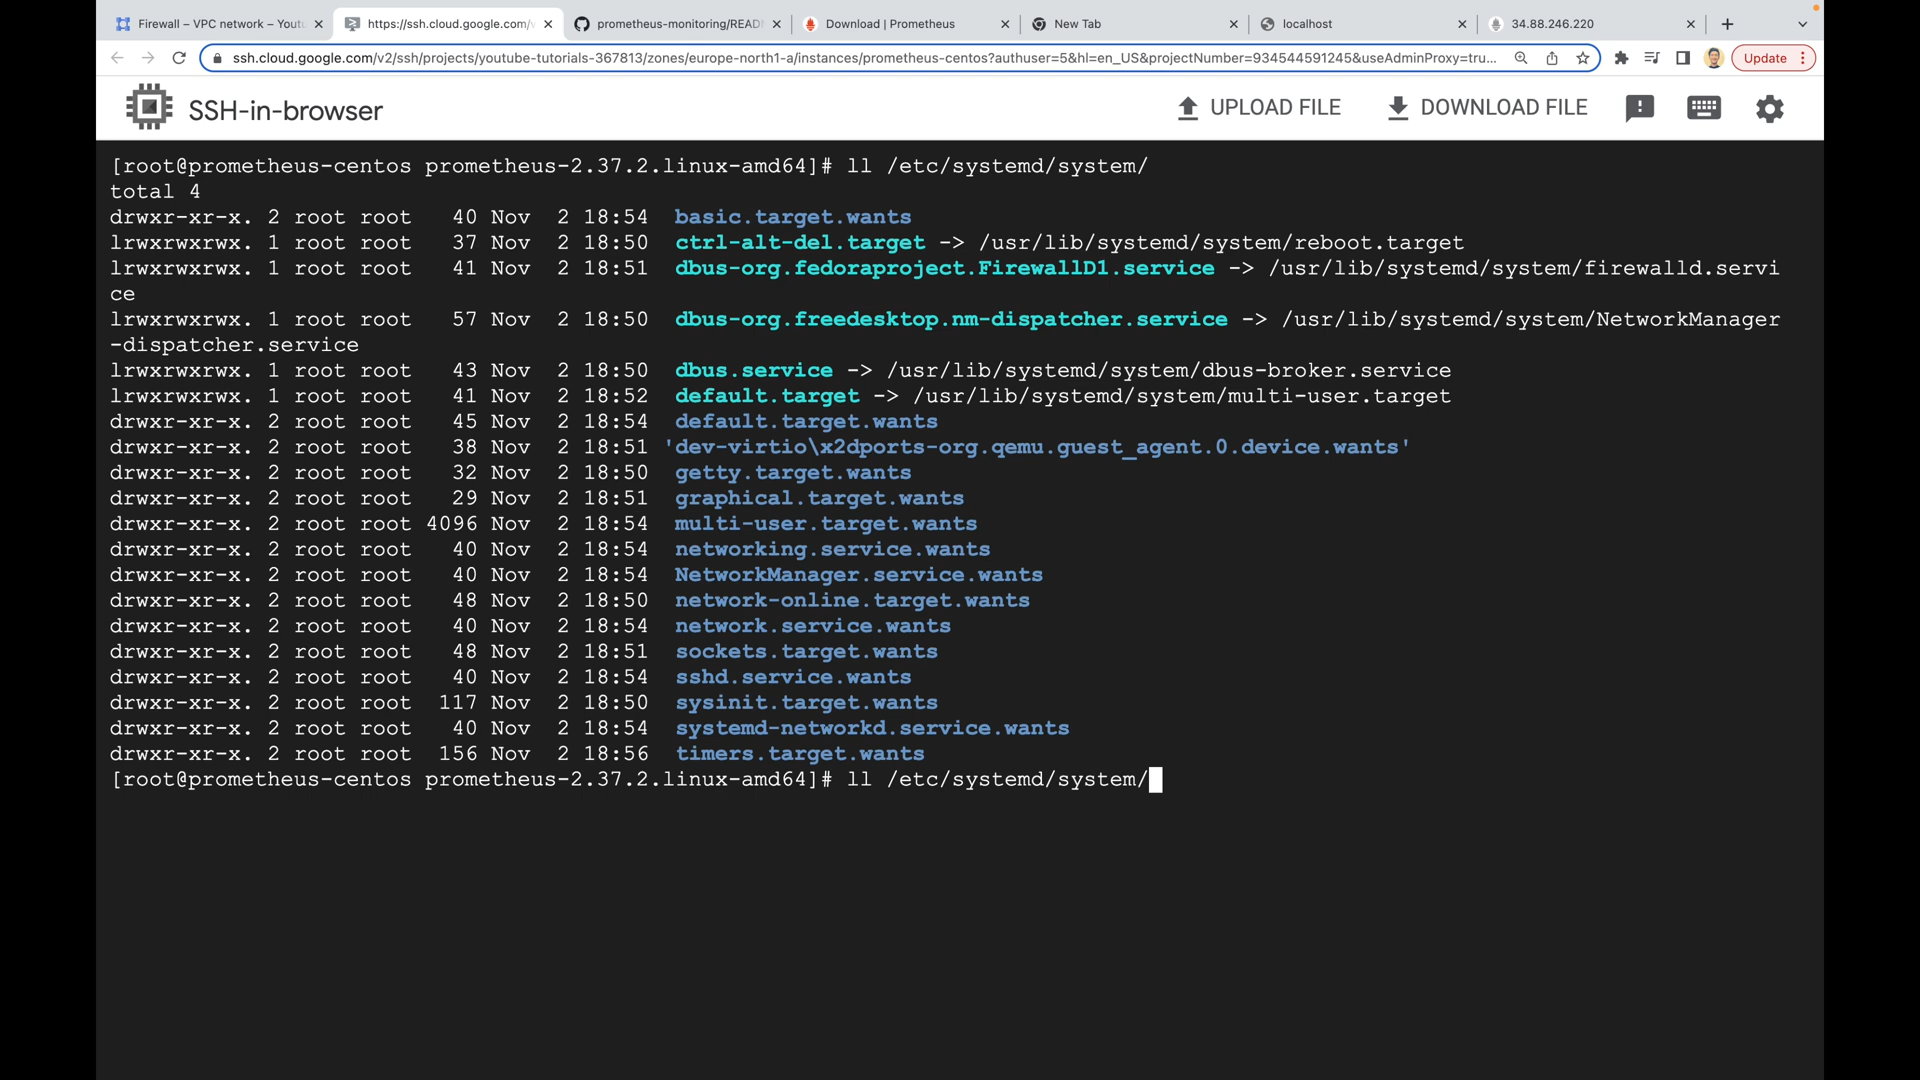 Firewall – VPC network – Youtu
https://ssh.cloud.google.com/v
prometheus-monitoring/READM
Download | Prometheus
New Tab
localhost
34.88.246.220
ssh.cloud.google.com/v2/ssh/projects/youtube-tutorials-367813/zones/europe-north1-a/instances/prometheus-centos?authuser=5&hl=en_US&projectNumber=934544591245&useAdminProxy=tru...
Update
SSH-in-browser
UPLOAD FILE
DOWNLOAD FILE
[root@prometheus-centos prometheus-2.37.2.linux-amd64]# ll /etc/systemd/system/
total 4
drwxr-xr-x. 2 root root   40 Nov  2 18:54  basic.target.wants
lrwxrwxrwx. 1 root root   37 Nov  2 18:50  ctrl-alt-del.target -> /usr/lib/systemd/system/reboot.target
lrwxrwxrwx. 1 root root   41 Nov  2 18:51  dbus-org.fedoraproject.FirewallD1.service -> /usr/lib/systemd/system/firewalld.servi
ce
lrwxrwxrwx. 1 root root   57 Nov  2 18:50  dbus-org.freedesktop.nm-dispatcher.service -> /usr/lib/systemd/system/NetworkManager
-dispatcher.service
lrwxrwxrwx. 1 root root   43 Nov  2 18:50  dbus.service -> /usr/lib/systemd/system/dbus-broker.service
lrwxrwxrwx. 1 root root   41 Nov  2 18:52  default.target -> /usr/lib/systemd/system/multi-user.target
drwxr-xr-x. 2 root root   45 Nov  2 18:54  default.target.wants
drwxr-xr-x. 2 root root   38 Nov  2 18:51 'dev-virtio\x2dports-org.qemu.guest_agent.0.device.wants'
drwxr-xr-x. 2 root root   32 Nov  2 18:50  getty.target.wants
drwxr-xr-x. 2 root root   29 Nov  2 18:51  graphical.target.wants
drwxr-xr-x. 2 root root 4096 Nov  2 18:54  multi-user.target.wants
drwxr-xr-x. 2 root root   40 Nov  2 18:54  networking.service.wants
drwxr-xr-x. 2 root root   40 Nov  2 18:54  NetworkManager.service.wants
drwxr-xr-x. 2 root root   48 Nov  2 18:50  network-online.target.wants
drwxr-xr-x. 2 root root   40 Nov  2 18:54  network.service.wants
drwxr-xr-x. 2 root root   48 Nov  2 18:51  sockets.target.wants
drwxr-xr-x. 2 root root   40 Nov  2 18:54  sshd.service.wants
drwxr-xr-x. 2 root root  117 Nov  2 18:50  sysinit.target.wants
drwxr-xr-x. 2 root root   40 Nov  2 18:54  systemd-networkd.service.wants
drwxr-xr-x. 2 root root  156 Nov  2 18:56  timers.target.wants
[root@prometheus-centos prometheus-2.37.2.linux-amd64]# ll /etc/systemd/system/